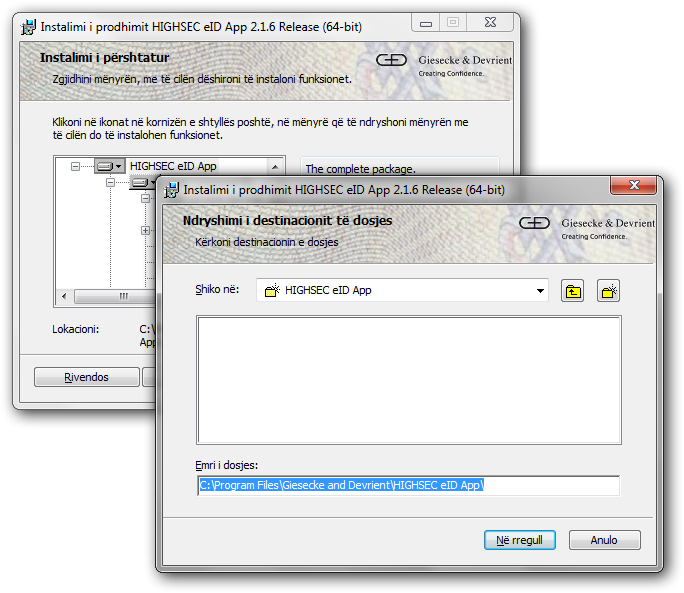 Instalimi i prodhimit HIGHSEC eID App 2.1.6 Release (64-bit)
Instalimi i përshtatur
Zgjidhini mënyrën, me të cilën dëshironi të instaloni funksionet.
Giesecke & Devrient
Creating Confidence.
Klikoni në ikonat në kornizën e shtyllës poshtë, në mënyrë që të ndryshoni mënyrën me
të cilën do të instalohen funksionet.
HIGHSEC eID App
The complete package.
Lokacioni:
C:\
App
Rivendos
Instalimi i prodhimit HIGHSEC eID App 2.1.6 Release (64-bit)
Ndryshimi i destinacionit të dosjes
Kërkoni destinacionin e dosjes
Giesecke & Devrient
Creating Confidence.
Shiko në:
HIGHSEC eID App
Emri i dosjes:
C:\Program Files\Giesecke and Devrient\HIGHSEC eID App\
Në rregull
Anulo